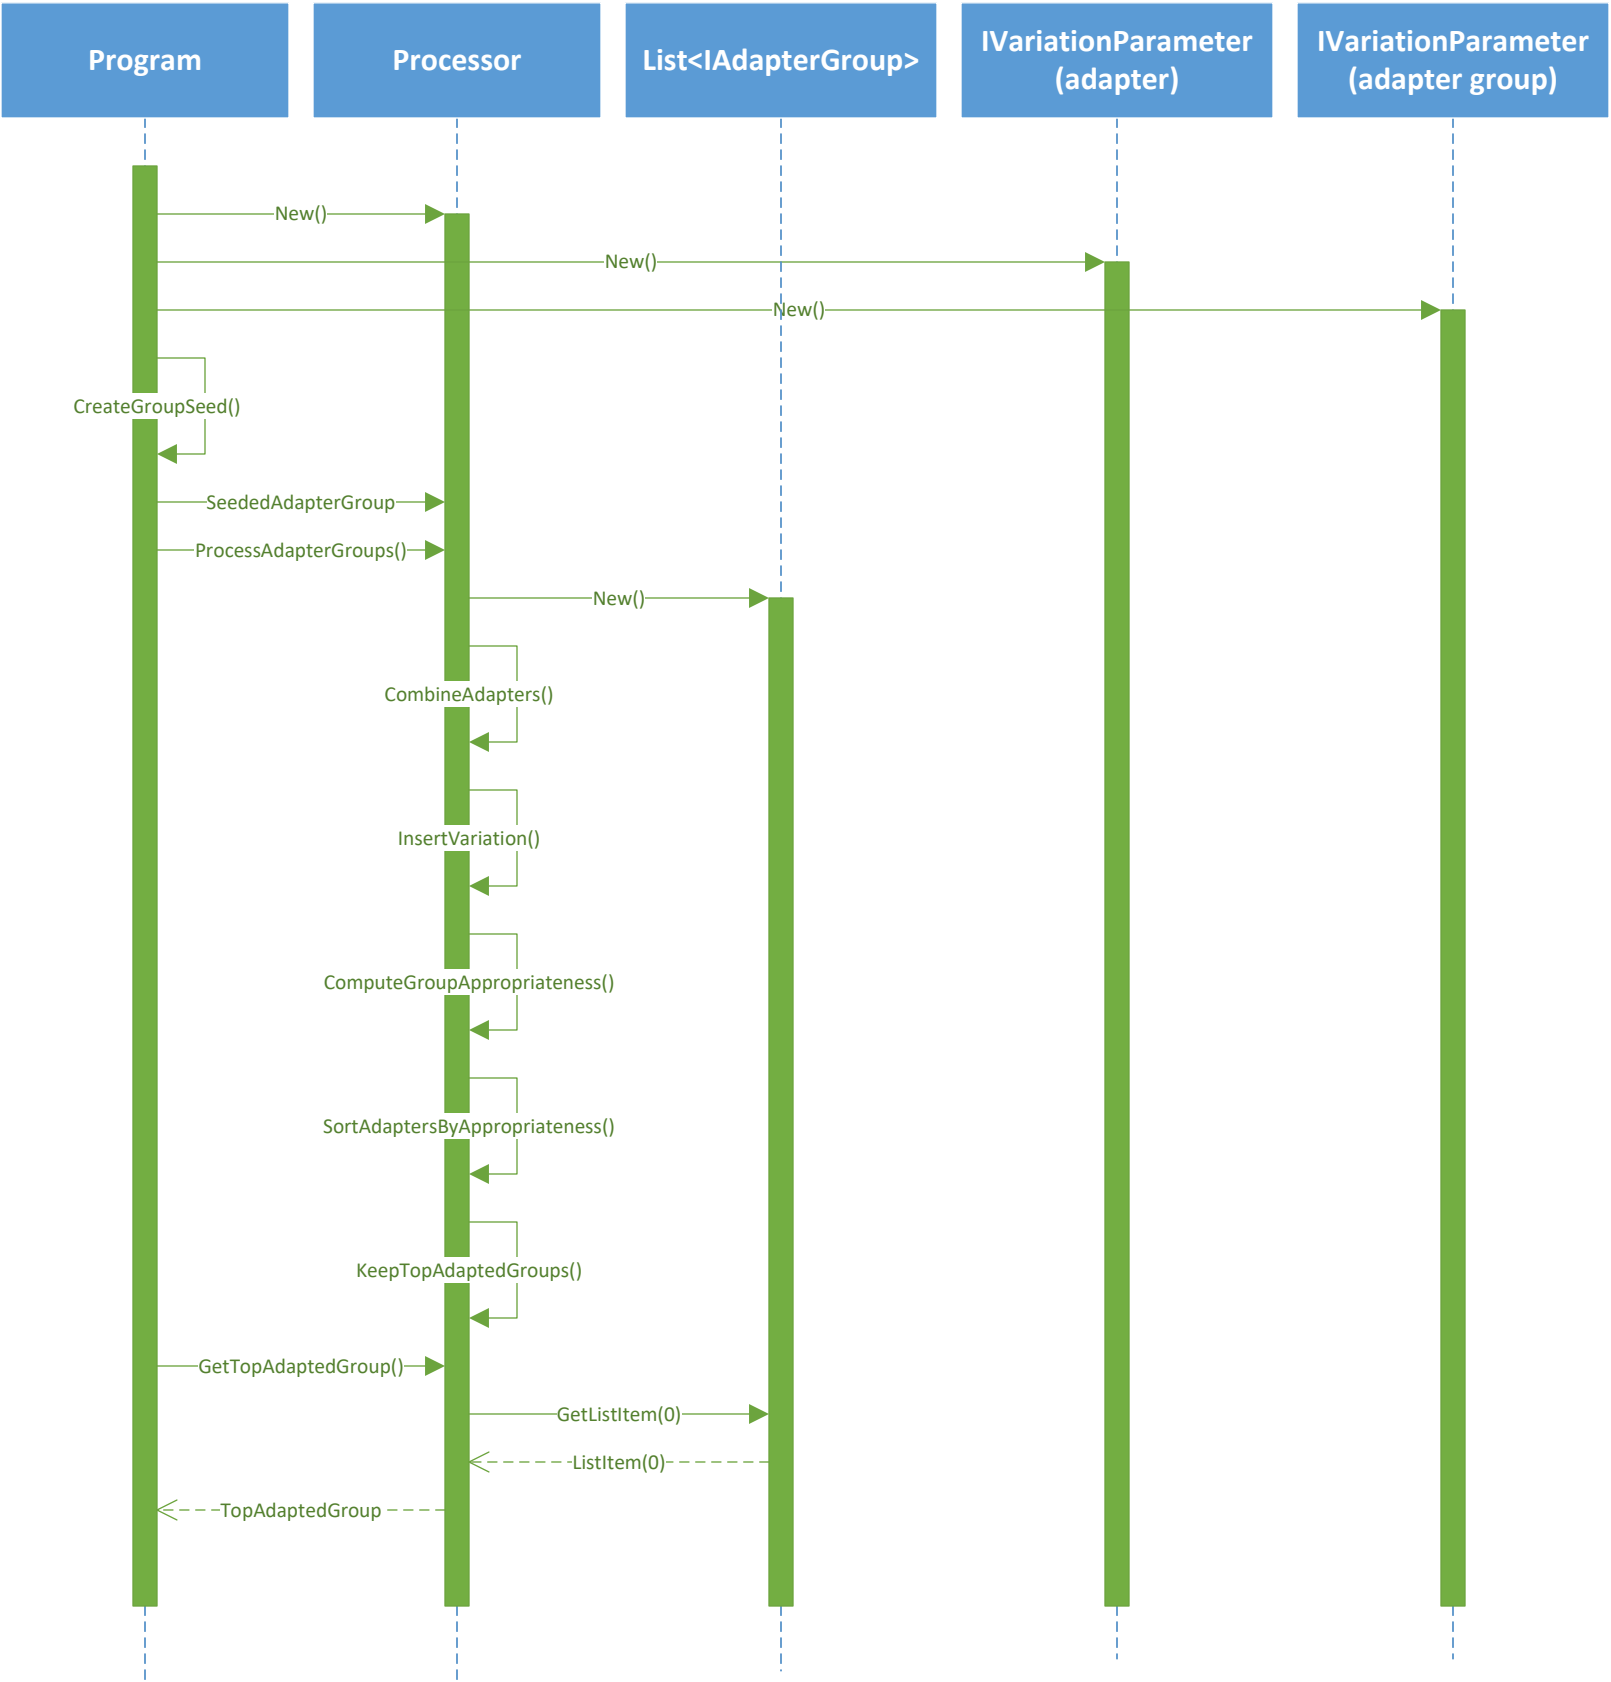 Program
Processor
List<IAdapterGroup>
IVariationParameter
(adapter)
IVariationParameter
(adapter group)
New()
New()
New()
CreateGroupSeed()
SeededAdapterGroup
ProcessAdapterGroups()
New()
CombineAdapters()
InsertVariation()
ComputeGroupAppropriateness()
SortAdaptersByAppropriateness()
KeepTopAdaptedGroups()
GetTopAdaptedGroup()
GetListItem(0)
ListItem(0)
TopAdaptedGroup